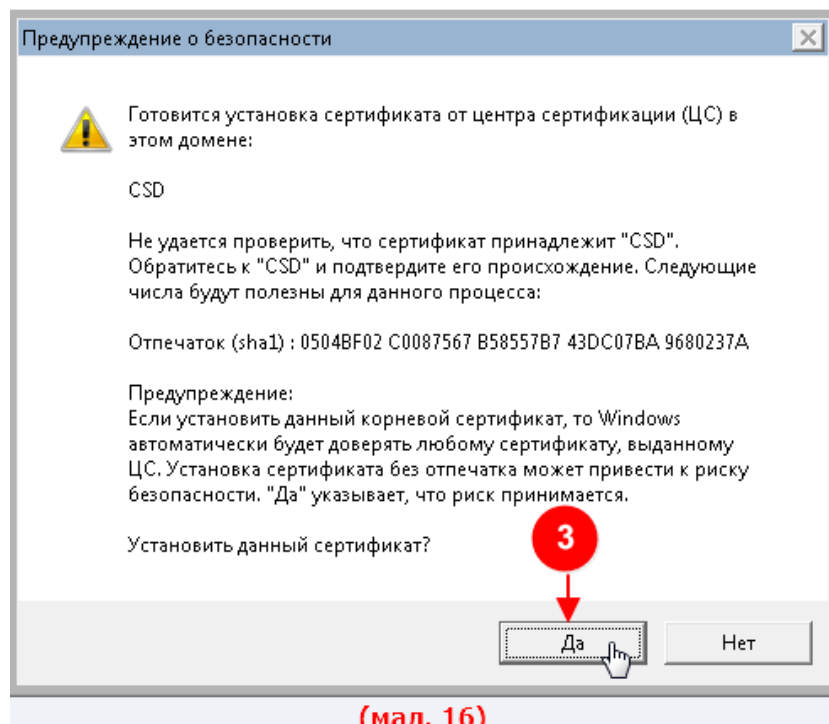 Предупреждение о безопасности
Готовится установка сертификата от центра сертификации (ЦС) в
этом домене:
CSD
Не удается проверить, что сертификат принадлежит "CSD".
Обратитесь к "CSD" и подтвердите его происхождение. Следующие
числа будут полезны для данного процесса:
Отпечаток (sha1) : 0504BF02 C0087567 B58557B7 43DC07BA 9680237A
Предупреждение:
Если установить данный корневой сертификат, то Windows
автоматически будет доверять любому сертификату, выданному
ЦС. Установка сертификата без отпечатка может привести к риску
безопасности. "Да" указывает, что риск принимается.
Установить данный сертификат?
3
Да
Нет
(мал. 16)